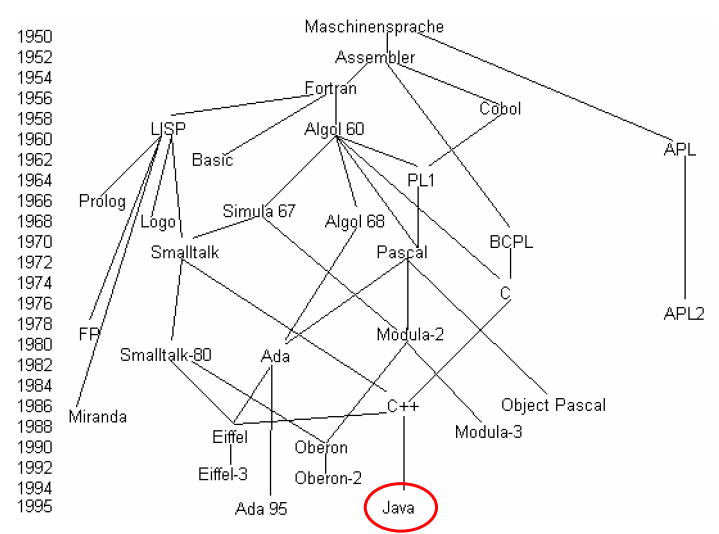 Maschinensprache
1950
1952
Assembler
1954
Fortran
1956
Cobol
1958
LISP
Algol 60
1960
APL
1962
Basic
1964
PL1
1966
Prolog
Simula 67
1968
Logo
Algol 68
1970
BCPL
1972
Smalltalk
Pascal
1974
C
1976
APL2
1978
FP
Modula-2
1980
Smalltalk-80
Ada
1982
1984
1986
C++
Object Pascal
Miranda
1988
Eiffel
Modula-3
1990
Oberon
1992
Eiffel-3
Oberon-2
1994
1995
Ada 95
Java